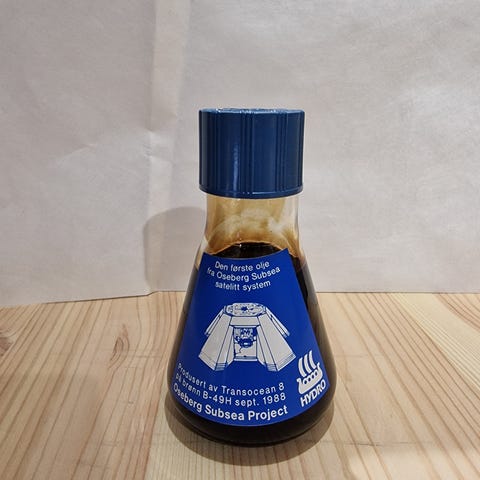 Den første olje
fra Oseberg Subsea
satelitt system
Produsert av Transocean 8
på brønn B-49H sept. 1988
Oseberg Subsea Project
HYDRO